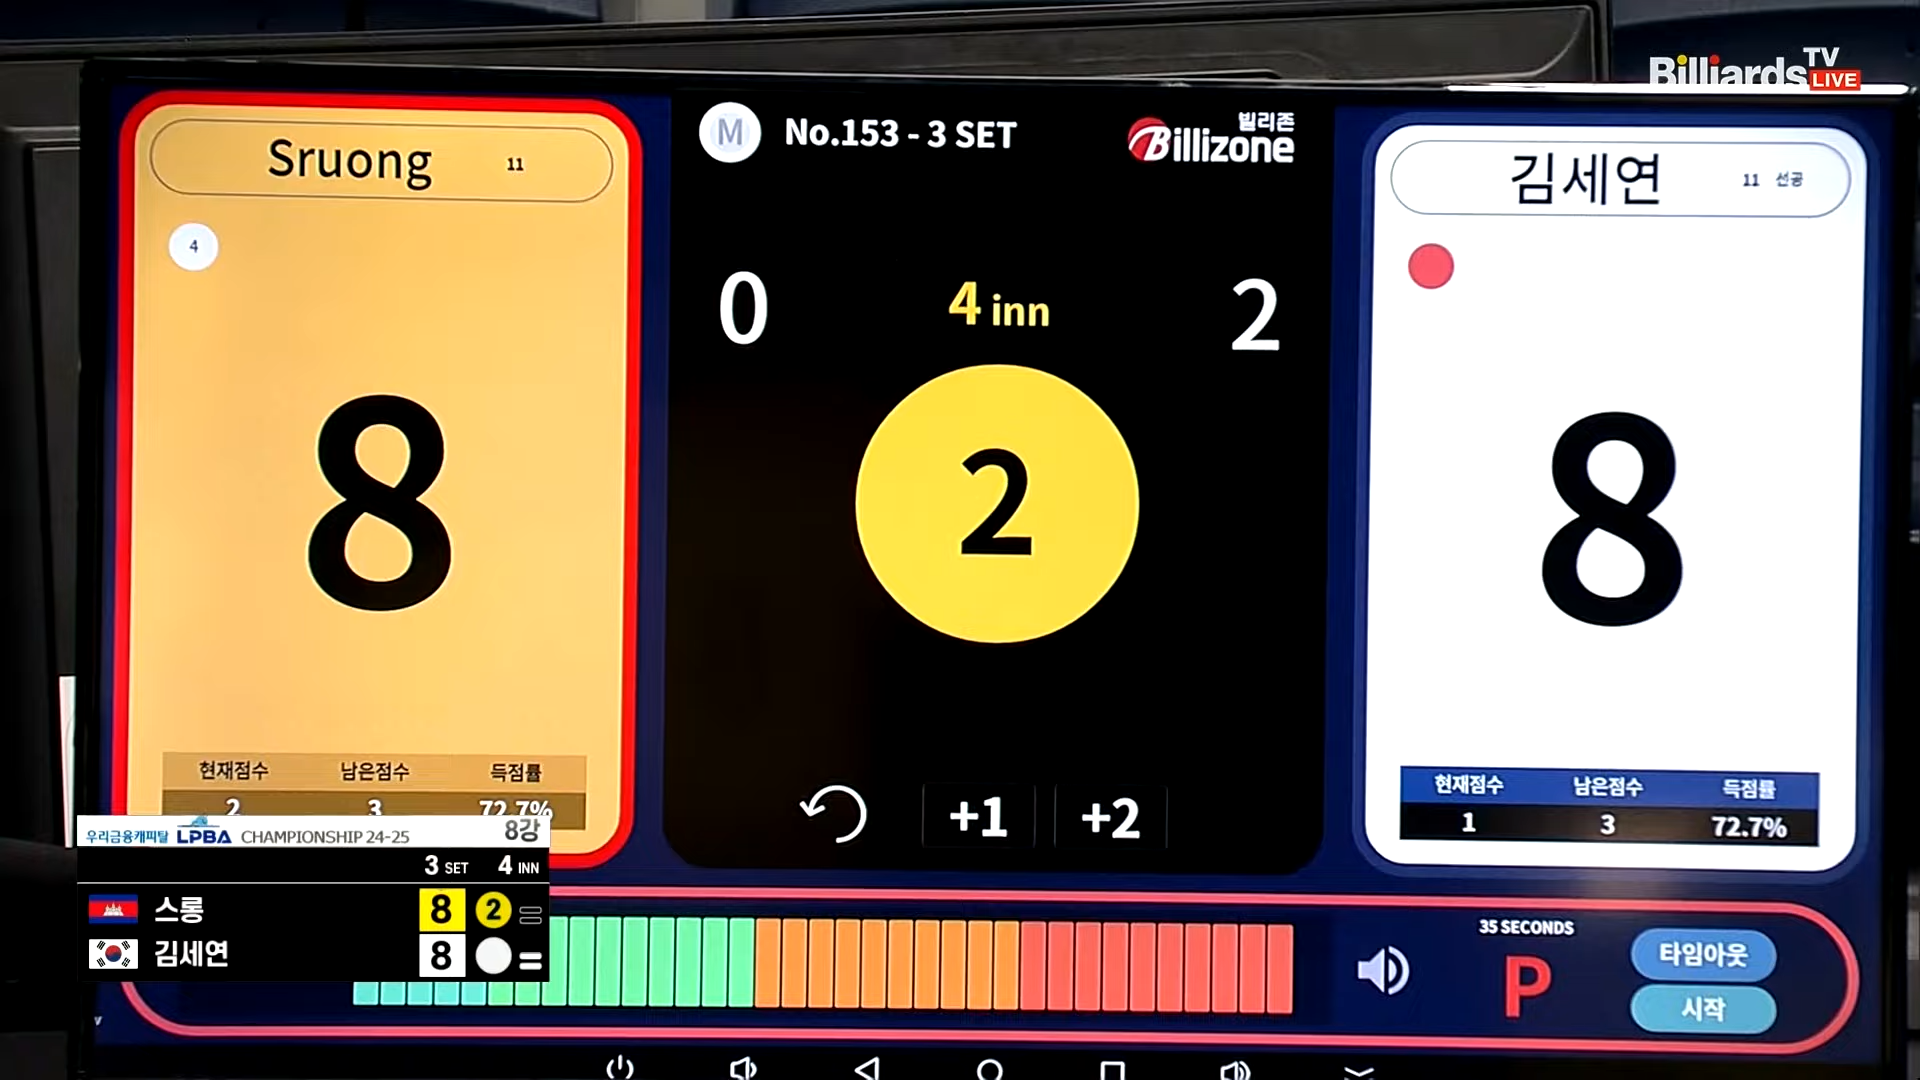 Billiards TV
LIVE
Sruong 11
4
8
현재점수 남은점수 득점률
2 3 72.7%
M No.153 - 3 SET
빌리존
Billizone
0 4 inn 2
2
+1 +2
김세연 11 선공
8
현재점수 남은점수 득점률
1 3 72.7%
우리금융캐피탈 LPBA CHAMPIONSHIP 24-25 8강
3 SET 4 INN
스롱 8 2
김세연 8
35 SECONDS
P
타임아웃
시작